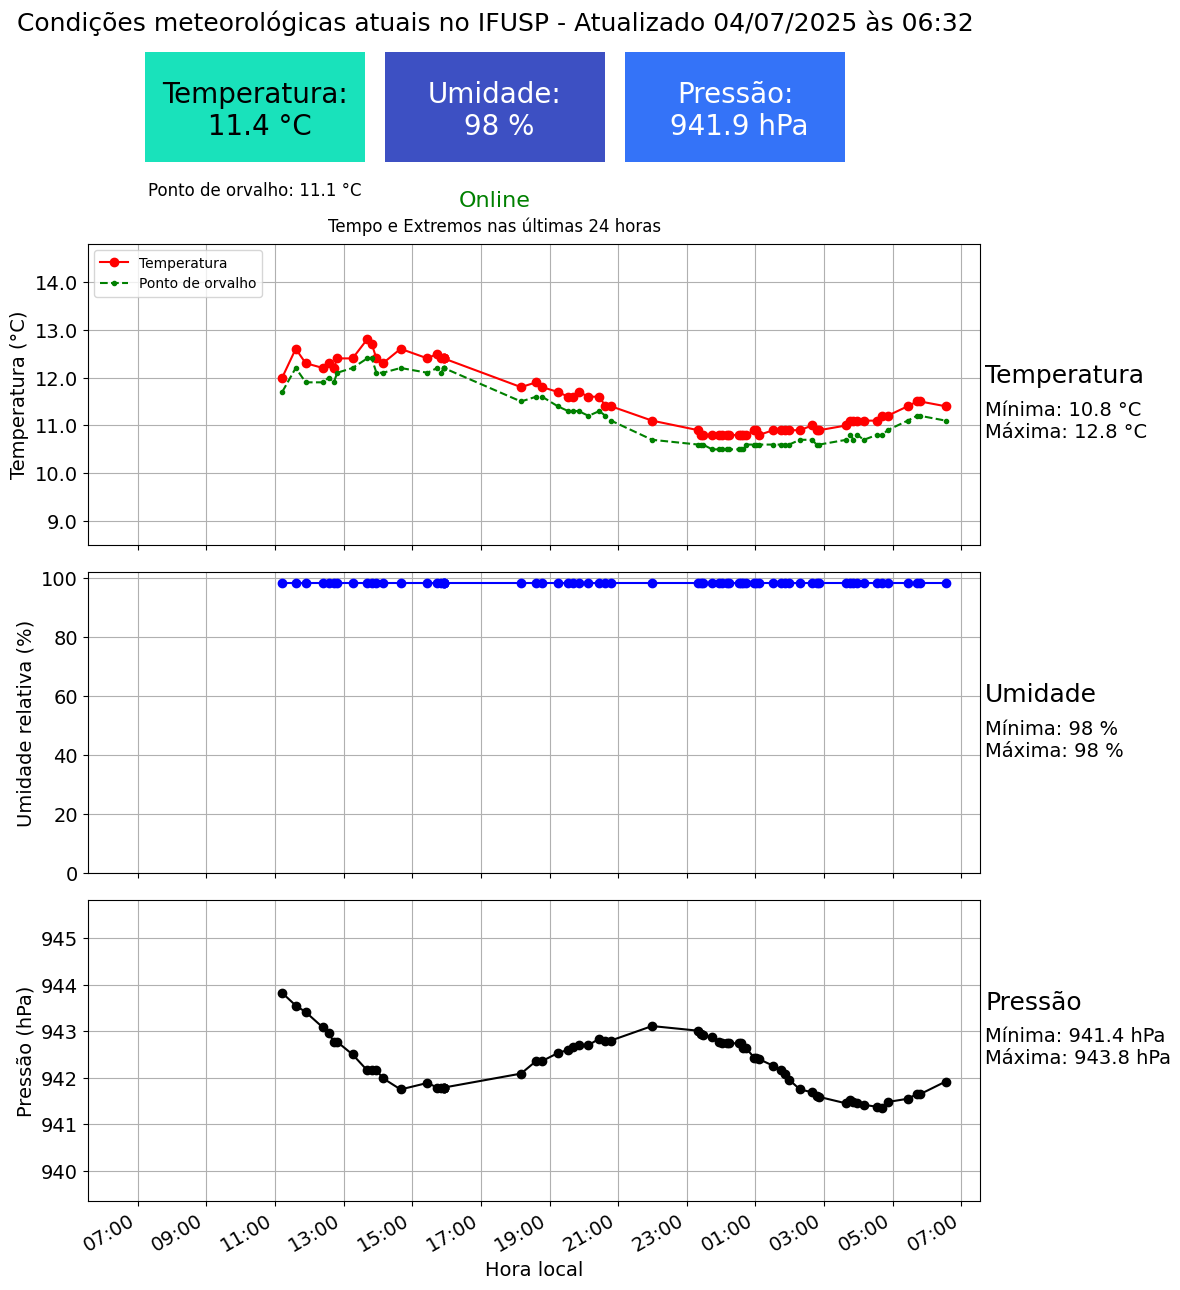 Condições meteorológicas atuais no IFUSP - Atualizado 04/07/2025 às 06:32
Temperatura:
11.4 °C
Umidade:
98 %
Pressão:
941.9 hPa
Ponto de orvalho: 11.1 °C
Online
Tempo e Extremos nas últimas 24 horas
Temperatura
Ponto de orvalho
Temperatura (°C)
14.0
13.0
12.0
11.0
10.0
9.0
Temperatura
Mínima: 10.8 °C
Máxima: 12.8 °C
Umidade relativa (%)
100
80
60
40
20
0
Umidade
Mínima: 98 %
Máxima: 98 %
Pressão (hPa)
945
944
943
942
941
940
Pressão
Mínima: 941.4 hPa
Máxima: 943.8 hPa
07:00 09:00 11:00 13:00 15:00 17:00 19:00 21:00 23:00 01:00 03:00 05:00 07:00
Hora local